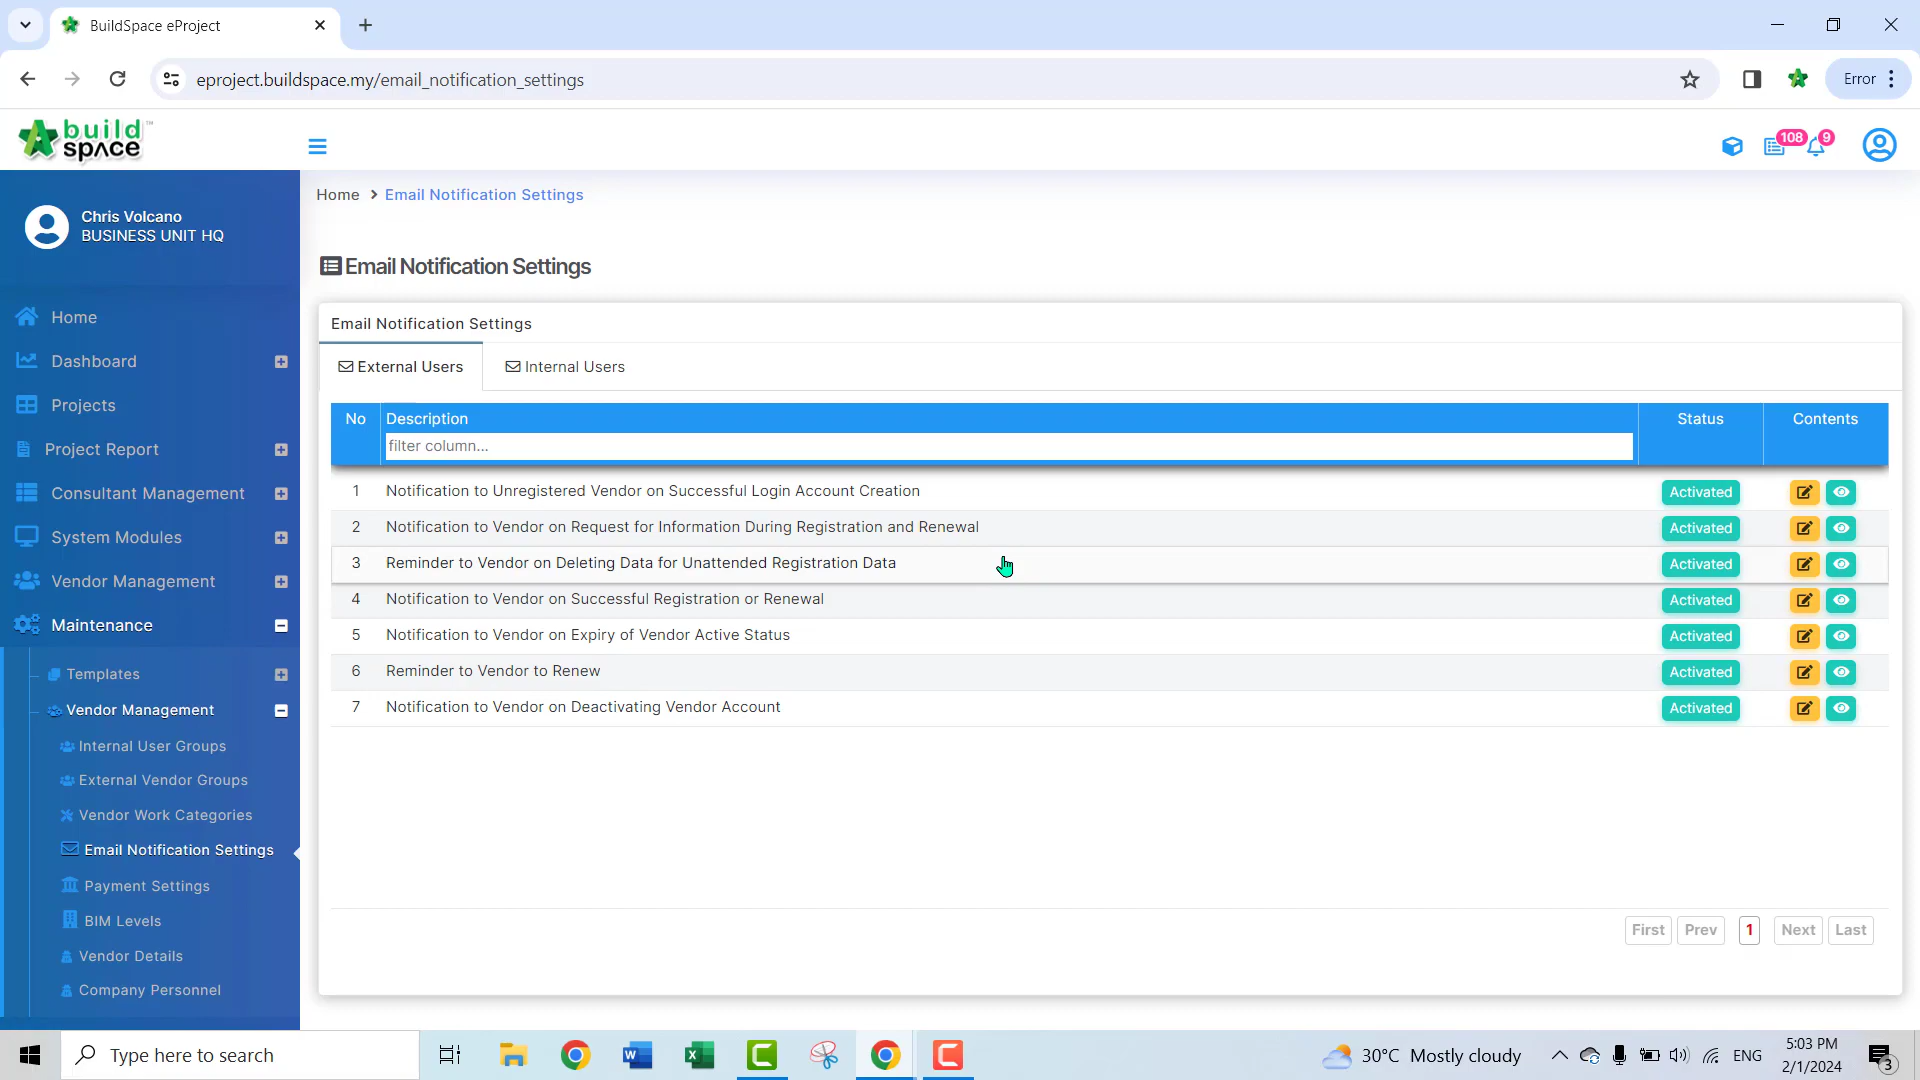 BuildSpace eProject
eproject.buildspace.my/email_notification_settings
Error
build
space
™
108
9
Chris Volcano
BUSINESS UNIT HQ
Home
Dashboard
Projects
Project Report
Consultant Management
System Modules
Vendor Management
Maintenance
Templates
Vendor Management
Internal User Groups
External Vendor Groups
Vendor Work Categories
Email Notification Settings
Payment Settings
BIM Levels
Vendor Details
Company Personnel
Home > Email Notification Settings
Email Notification Settings
Email Notification Settings
External Users Internal Users
No Description Status Contents
filter column...
1 Notification to Unregistered Vendor on Successful Login Account Creation Activated
2 Notification to Vendor on Request for Information During Registration and Renewal Activated
3 Reminder to Vendor on Deleting Data for Unattended Registration Data Activated
4 Notification to Vendor on Successful Registration or Renewal Activated
5 Notification to Vendor on Expiry of Vendor Active Status Activated
6 Reminder to Vendor to Renew Activated
7 Notification to Vendor on Deactivating Vendor Account Activated
First Prev 1 Next Last
Type here to search
30°C Mostly cloudy
ENG
5:03 PM
2/1/2024
3